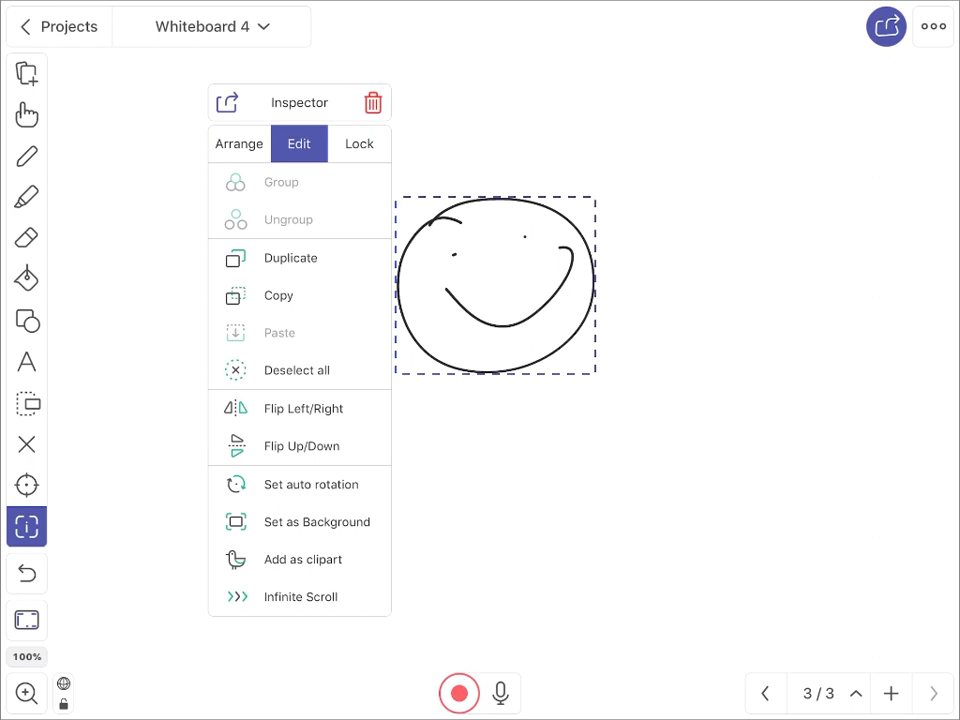 Projects
Whiteboard 4
Inspector
Arrange Edit Lock
Group
Ungroup
Duplicate
Copy
Paste
Deselect all
Flip Left/Right
Flip Up/Down
Set auto rotation
Set as Background
Add as clipart
Infinite Scroll
100%
3 / 3